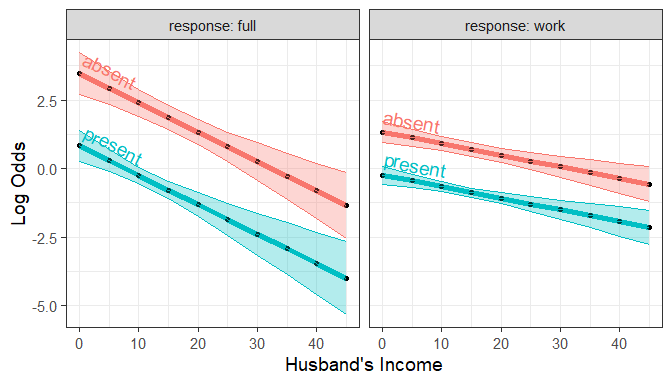 response: full
response: work
absent
present
absent
present
2.5
0.0
-2.5
-5.0
0 10 20 30 40
0 10 20 30 40
Log Odds
Husband's Income